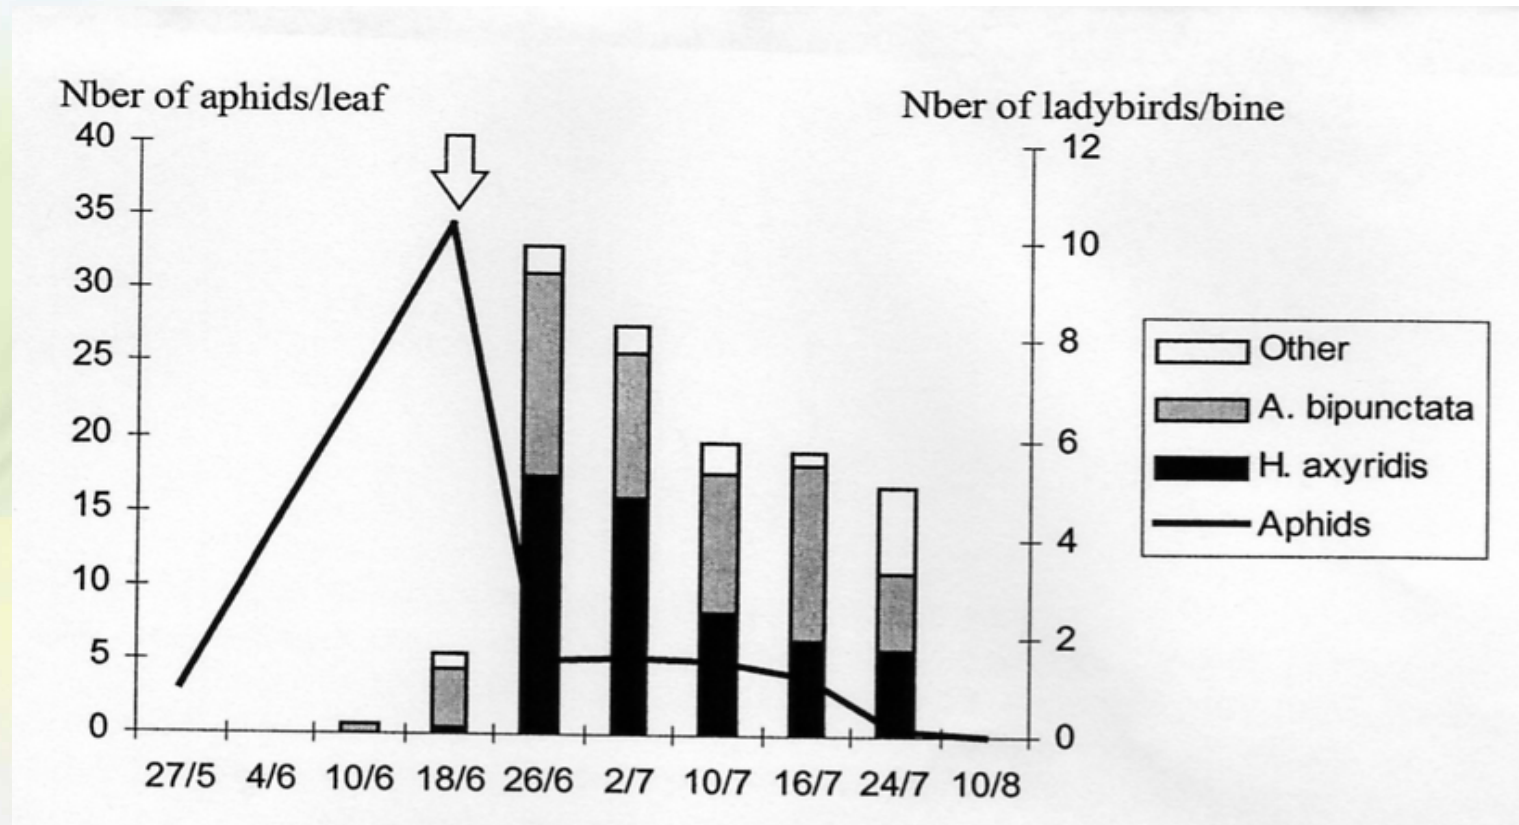 Nber of aphids/leaf
Nber of ladybirds/bine
40
35
30
25
20
15
10
5
0
12
10
8
6
4
2
0
27/5 4/6 10/6 18/6 26/6 2/7 10/7 16/7 24/7 10/8
Other
A. bipunctata
H. axyridis
Aphids